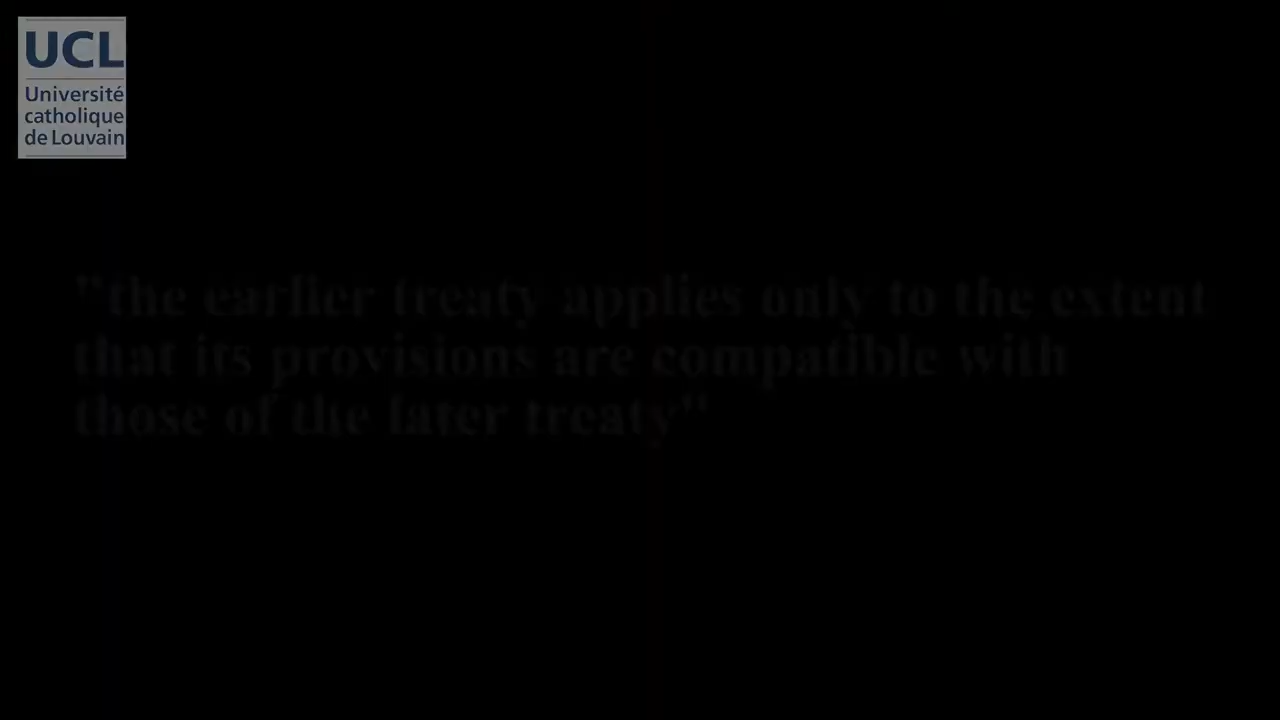 UCL
Université
catholique
de Louvain
"the earlier treaty applies only to the extent
that its provisions are compatible with
those of the later treaty"